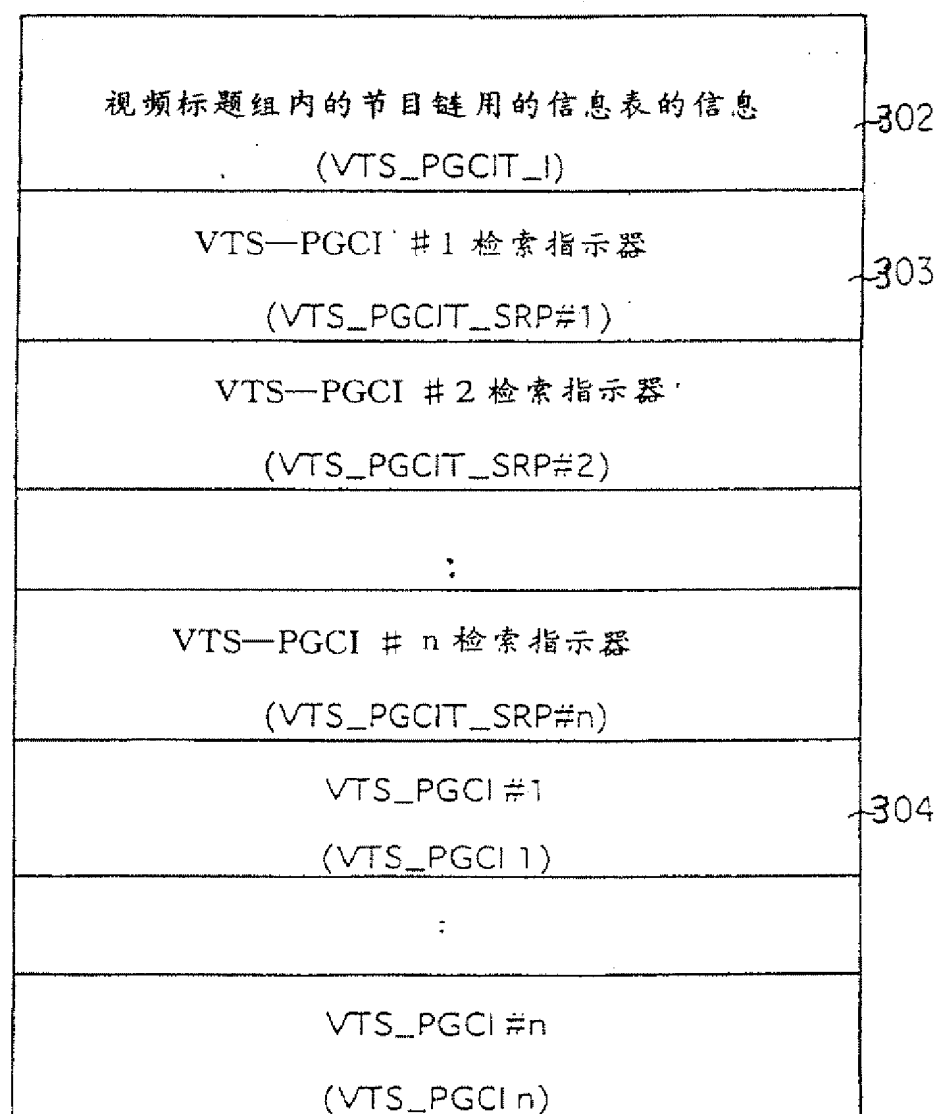 视频标题组内的节目链用的信息表的信息
(VTS_PGCIT_I)
302
VTS—PGCI #1 检索指示器
(VTS_PGCIT_SRP#1)
303
VTS—PGCI #2 检索指示器
(VTS_PGCIT_SRP#2)
:
VTS—PGCI # n 检索指示器
(VTS_PGCIT_SRP#n)
VTS_PGCI #1
(VTS_PGCI 1)
304
:
VTS_PGCI #n
(VTS_PGCI n)